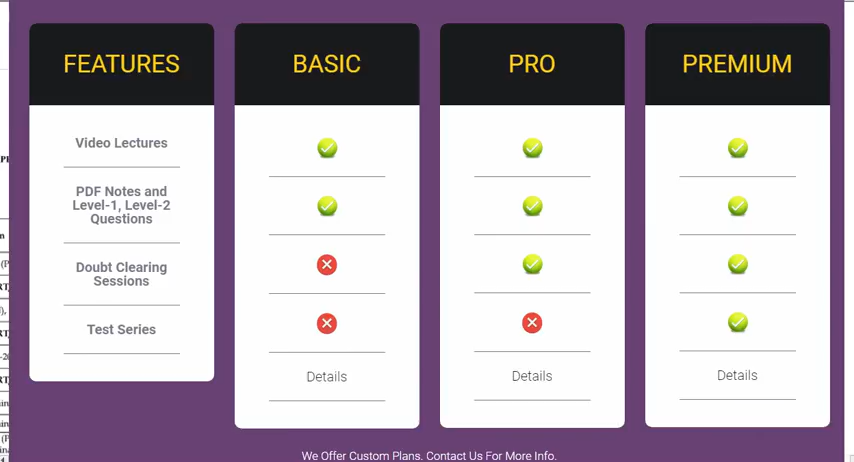 FEATURES
BASIC
PRO
PREMIUM
Video Lectures
PDF Notes and
Level-1, Level-2
Questions
Doubt Clearing
Sessions
Test Series
Details
Details
Details
We Offer Custom Plans. Contact Us For More Info.